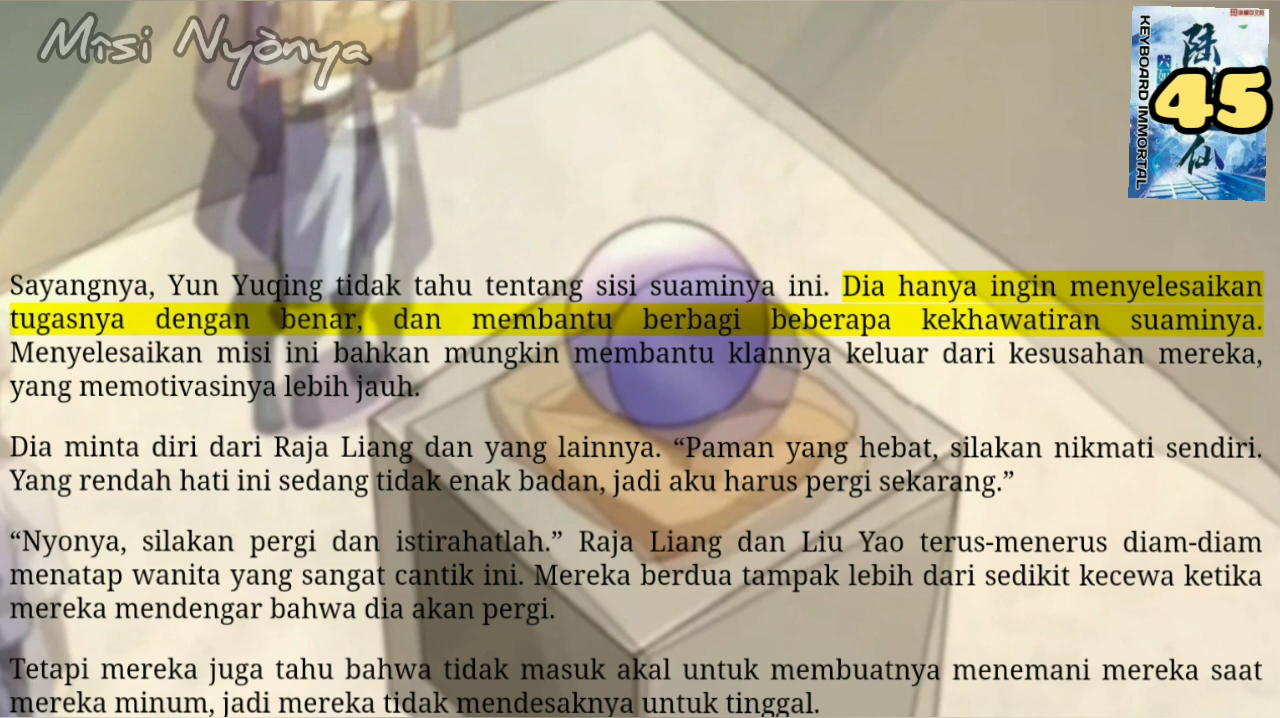 Mîsi Nyònya
KEYBOARD IMMORTAL
陆
仙
45
Sayangnya, Yun Yuqing tidak tahu tentang sisi suaminya ini. Dia hanya ingin menyelesaikan
tugasnya dengan benar, dan membantu berbagi beberapa kekhawatiran suaminya.
Menyelesaikan misi ini bahkan mungkin membantu klannya keluar dari kesusahan mereka,
yang memotivasinya lebih jauh.
Dia minta diri dari Raja Liang dan yang lainnya. “Paman yang hebat, silakan nikmati sendiri.
Yang rendah hati ini sedang tidak enak badan, jadi aku harus pergi sekarang.”
“Nyonya, silakan pergi dan istirahatlah.” Raja Liang dan Liu Yao terus-menerus diam-diam
menatap wanita yang sangat cantik ini. Mereka berdua tampak lebih dari sedikit kecewa ketika
mereka mendengar bahwa dia akan pergi.
Tetapi mereka juga tahu bahwa tidak masuk akal untuk membuatnya menemani mereka saat
mereka minum, jadi mereka tidak mendesaknya untuk tinggal.